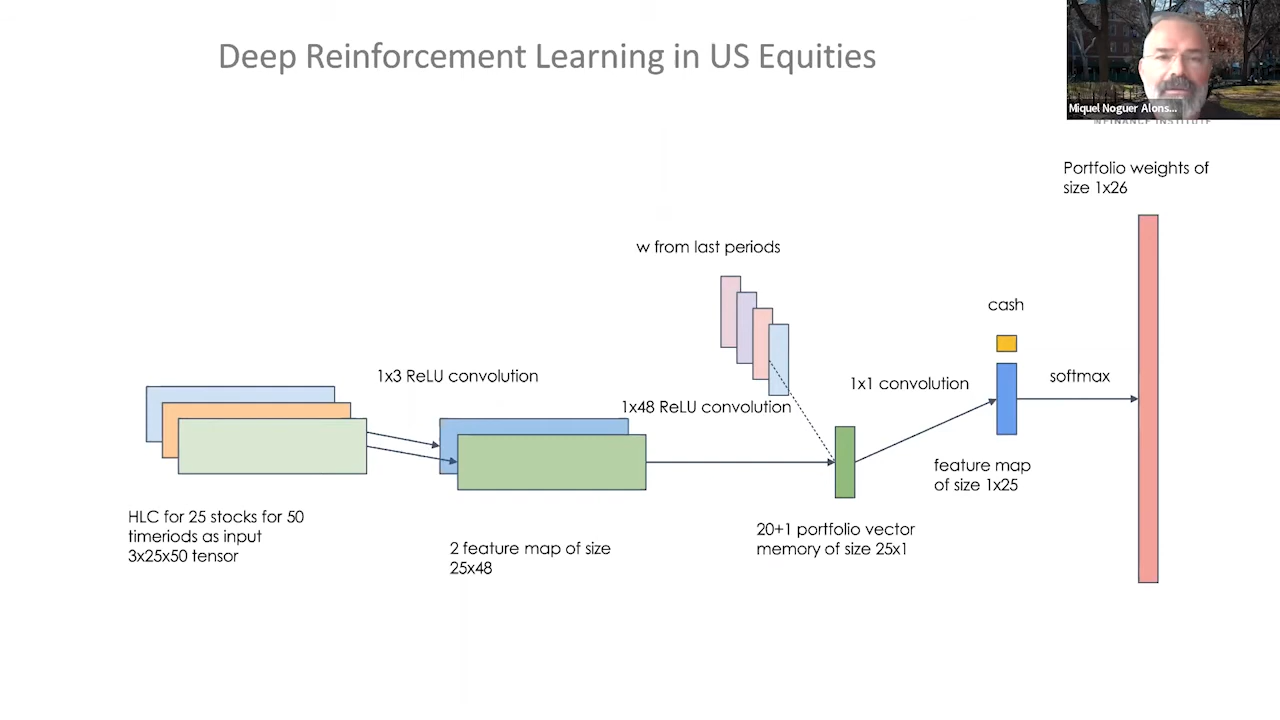 Deep Reinforcement Learning in US Equities
Miquel Noguer Alons...
FINANCE INSTITUTE
Portfolio weights of
size 1x26
w from last periods
cash
1x3 ReLU convolution
1x48 ReLU convolution
1x1 convolution
softmax
feature map
of size 1x25
HLC for 25 stocks for 50
timeriods as input
3x25x50 tensor
2 feature map of size
25x48
20+1 portfolio vector
memory of size 25x1